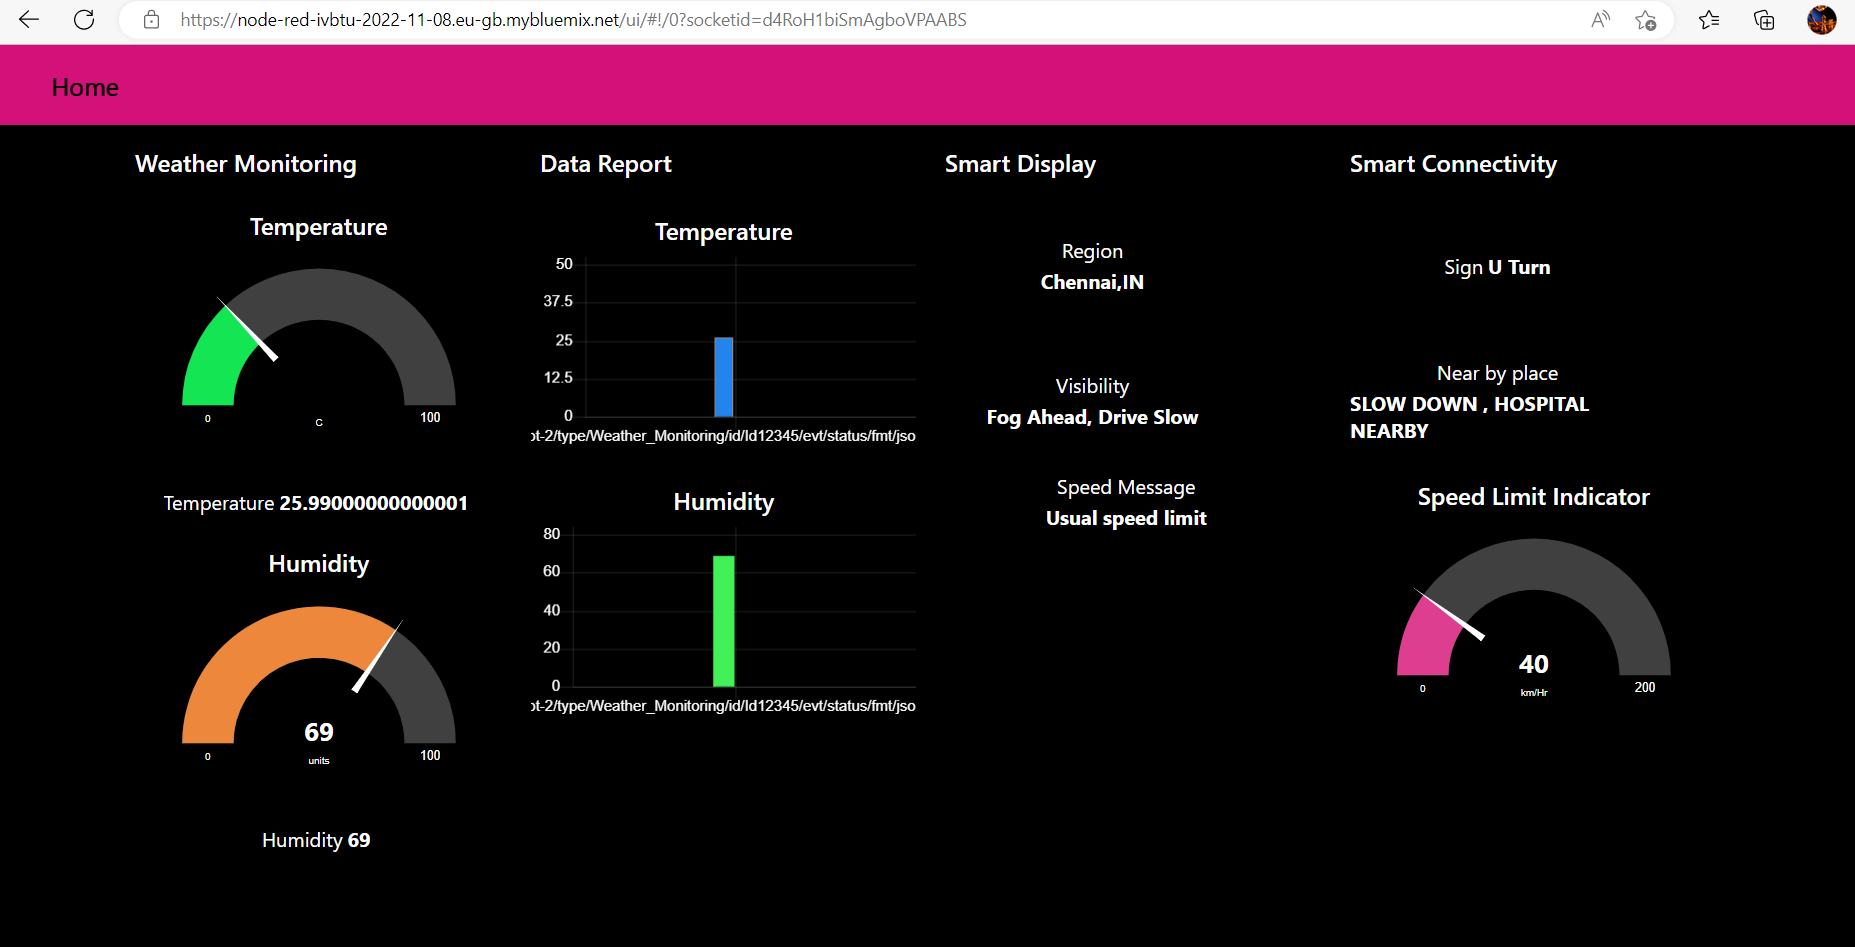 https://node-red-ivbtu-2022-11-08.eu-gb.mybluemix.net/ui/#!/0?socketid=d4RoH1biSmAgboVPAABS
Home
Weather Monitoring
Temperature
0
C
100
Temperature 25.99000000000001
Humidity
69
0
units
100
Humidity 69
Data Report
Temperature
50
37.5
25
12.5
0
ot-2/type/Weather_Monitoring/id/Id12345/evt/status/fmt/jso
Humidity
80
60
40
20
0
ot-2/type/Weather_Monitoring/id/Id12345/evt/status/fmt/jso
Smart Display
Region
Chennai,IN
Visibility
Fog Ahead, Drive Slow
Speed Message
Usual speed limit
Smart Connectivity
Sign U Turn
Near by place
SLOW DOWN , HOSPITAL
NEARBY
Speed Limit Indicator
40
0
km/Hr
200